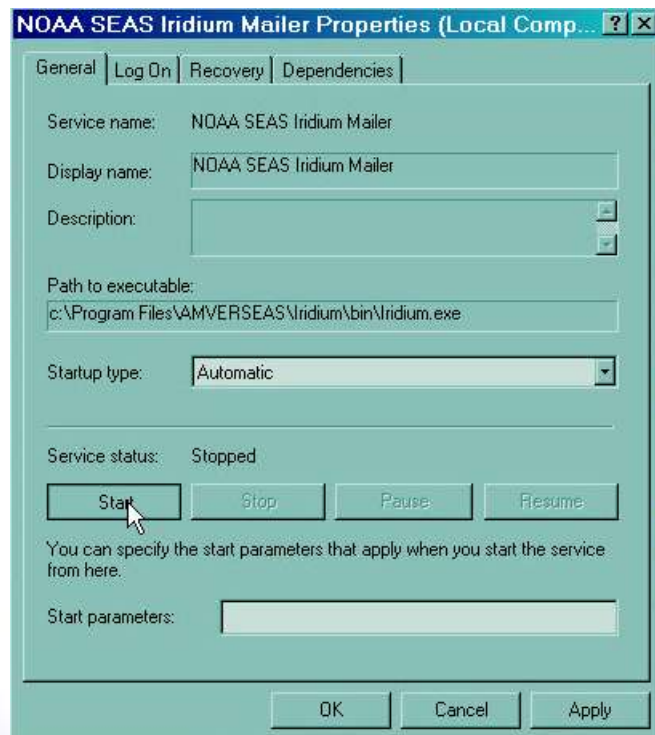 NOAA SEAS Iridium Mailer Properties (Local Comp...
General Log On Recovery Dependencies
Service name: NOAA SEAS Iridium Mailer
Display name: NOAA SEAS Iridium Mailer
Description:
Path to executable:
c:\Program Files\AMVERSEAS\Iridium\bin\Iridium.exe
Startup type: Automatic
Service status: Stopped
Start Stop Pause Resume
You can specify the start parameters that apply when you start the service
from here.
Start parameters:
OK Cancel Apply